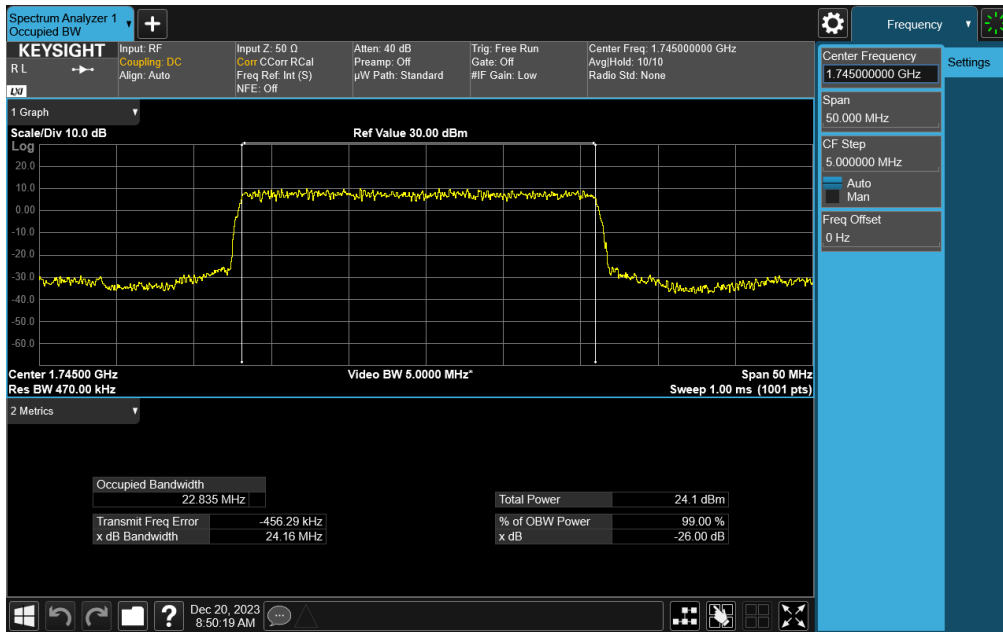 Spectrum Analyzer 1
Occupied BW
Frequency
KEYSIGHT
R L
LXI
Input: RF
Coupling: DC
Align: Auto
Input Z: 50 Ω
Corr CCorr RCal
Freq Ref: Int (S)
NFE: Off
Atten: 40 dB
Preamp: Off
µW Path: Standard
Trig: Free Run
Gate: Off
#IF Gain: Low
Center Freq: 1.745000000 GHz
Avg|Hold: 10/10
Radio Std: None
Center Frequency
1.745000000 GHz
Settings
Span
50.000 MHz
CF Step
5.000000 MHz
Auto
Man
Freq Offset
0 Hz
1 Graph
Scale/Div 10.0 dB
Ref Value 30.00 dBm
Log
20.0
10.0
0.00
-10.0
-20.0
-30.0
-40.0
-50.0
-60.0
Center 1.74500 GHz
Video BW 5.0000 MHz*
Span 50 MHz
Res BW 470.00 kHz
Sweep 1.00 ms (1001 pts)
2 Metrics
Occupied Bandwidth
22.835 MHz
Total Power 24.1 dBm
Transmit Freq Error -456.29 kHz
% of OBW Power 99.00 %
x dB Bandwidth 24.16 MHz
x dB -26.00 dB
?
Dec 20, 2023
8:50:19 AM